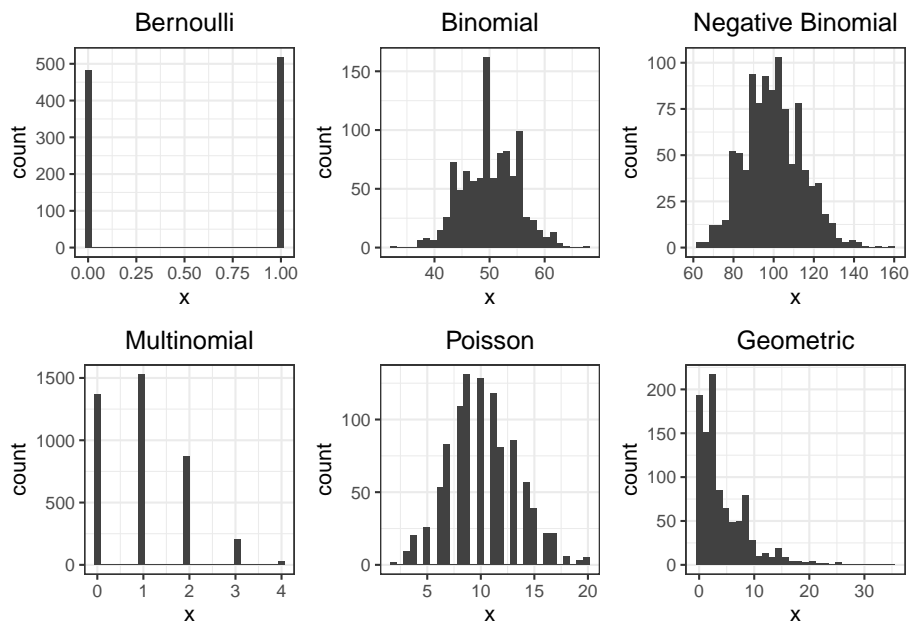 Bernoulli
500
400
300
200
100
0
count
0.00 0.25 0.50 0.75 1.00
x
Binomial
150
100
50
0
count
40 50 60
x
Negative Binomial
100
75
50
25
0
count
60 80 100 120 140 160
x
Multinomial
1500
1000
500
0
count
0 1 2 3 4
x
Poisson
100
50
0
count
5 10 15 20
x
Geometric
200
150
100
50
0
count
0 10 20 30
x